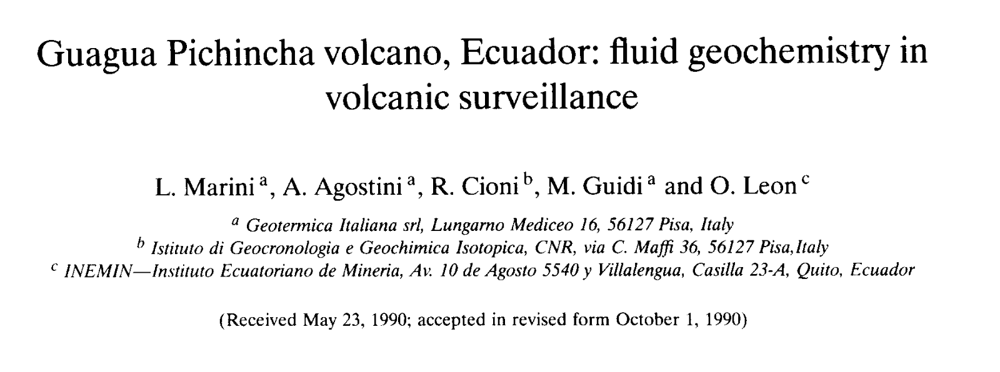 Guagua Pichincha volcano, Ecuador: fluid geochemistry in
volcanic surveillance
L. Marini a, A. Agostini a, R. Cioni b, M. Guidi a and O. Leon c
a Geotermica Italiana srl, Lungarno Mediceo 16, 56127 Pisa, Italy
b Istituto di Geocronologia e Geochimica Isotopica, CNR, via C. Maffi 36, 56127 Pisa, Italy
c INEMIN—Instituto Ecuatoriano de Mineria, Av. 10 de Agosto 5540 y Villalengua, Casilla 23-A, Quito, Ecuador
(Received May 23, 1990; accepted in revised form October 1, 1990)